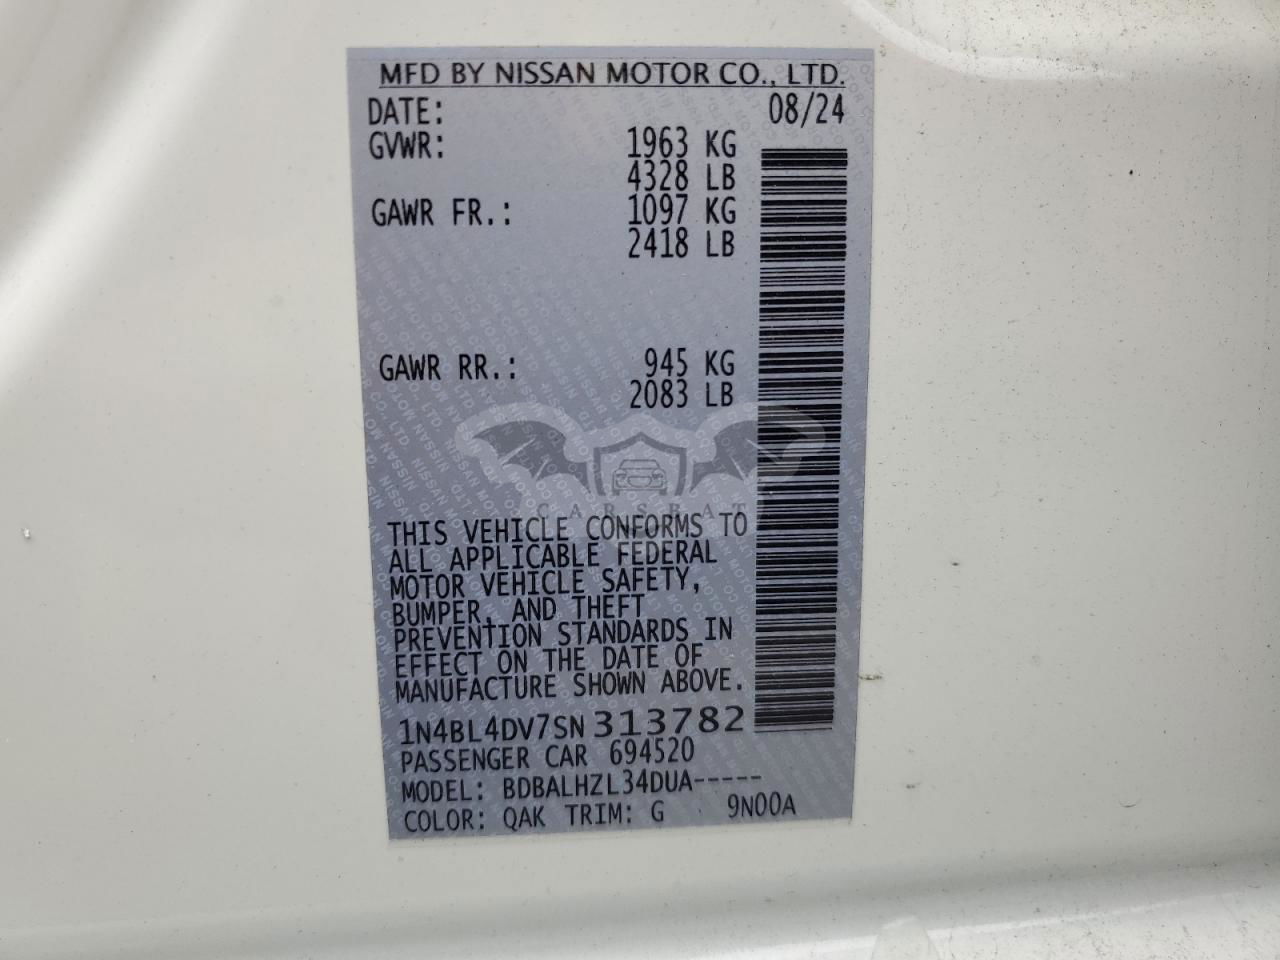 MFD BY NISSAN MOTOR CO., LTD.
DATE: 08/24
GVWR: 1963 KG
4328 LB
GAWR FR.: 1097 KG
2418 LB
GAWR RR.: 945 KG
2083 LB
CARSBAT
THIS VEHICLE CONFORMS TO
ALL APPLICABLE FEDERAL
MOTOR VEHICLE SAFETY,
BUMPER, AND THEFT
PREVENTION STANDARDS IN
EFFECT ON THE DATE OF
MANUFACTURE SHOWN ABOVE.
1N4BL4DV7SN313782
PASSENGER CAR 694520
MODEL: BDBALHZL34DUA-----
COLOR: QAK TRIM: G 9N00A